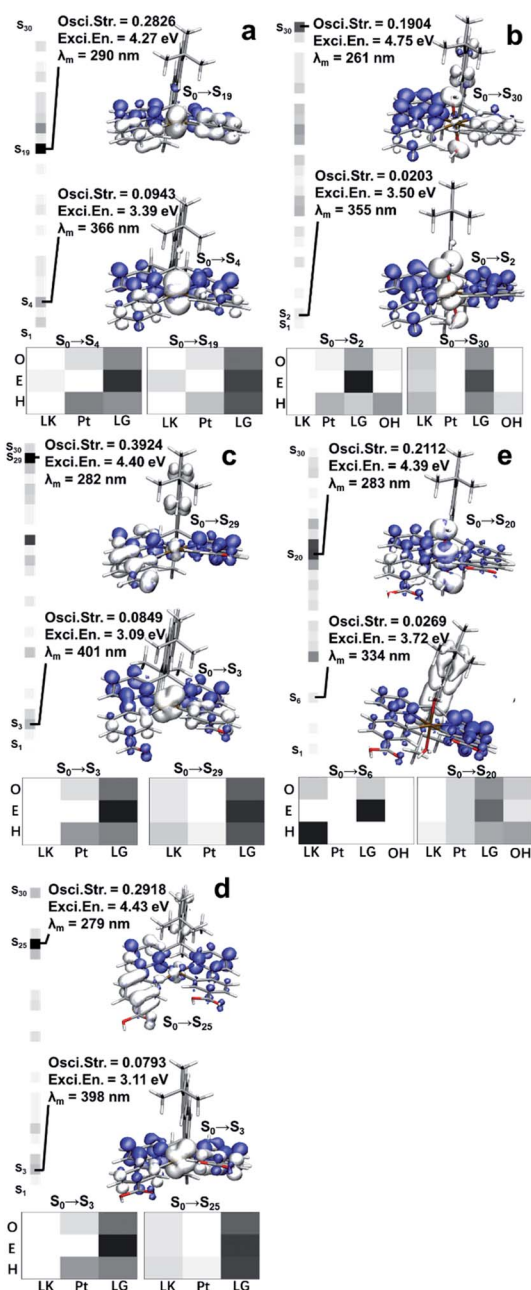 a
S30
Osci.Str. = 0.2826
Exci.En. = 4.27 eV
λm = 290 nm
S0→S19
S19
Osci.Str. = 0.0943
Exci.En. = 3.39 eV
λm = 366 nm
S0→S4
S4
S1
S0→S4 S0→S19
O
E
H
LK Pt LG LK Pt LG
b
S30
Osci.Str. = 0.1904
Exci.En. = 4.75 eV
λm = 261 nm
S0→S30
Osci.Str. = 0.0203
Exci.En. = 3.50 eV
λm = 355 nm
S0→S2
S2
S1
S0→S2 S0→S30
O
E
H
LK Pt LG OH LK Pt LG OH
c
S30
S29
Osci.Str. = 0.3924
Exci.En. = 4.40 eV
λm = 282 nm
S0→S29
Osci.Str. = 0.0849
Exci.En. = 3.09 eV
λm = 401 nm
S0→S3
S3
S1
S0→S3 S0→S29
O
E
H
LK Pt LG LK Pt LG
e
S30
Osci.Str. = 0.2112
Exci.En. = 4.39 eV
λm = 283 nm
S0→S20
S20
Osci.Str. = 0.0269
Exci.En. = 3.72 eV
λm = 334 nm
S6
S1
S0→S6 S0→S20
O
E
H
LK Pt LG OH LK Pt LG OH
d
S30
Osci.Str. = 0.2918
Exci.En. = 4.43 eV
λm = 279 nm
S25
S0→S25
Osci.Str. = 0.0793
Exci.En. = 3.11 eV
λm = 398 nm
S0→S3
S3
S1
S0→S3 S0→S25
O
E
H
LK Pt LG LK Pt LG